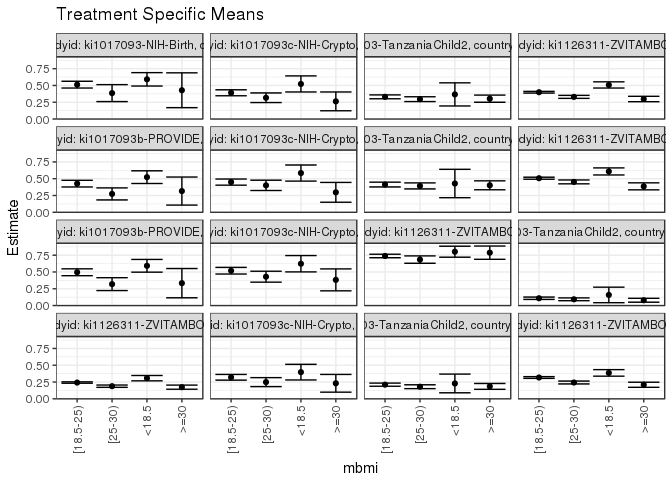 Treatment Specific Means
dyid: ki1017093-NIH-Birth, c
id: ki1017093c-NIH-Crypto,
03-TanzaniaChild2, country
dyid: ki1126311-ZVITAMBO
0.75
0.50
0.25
0.00
yid: ki1017093b-PROVIDE,
id: ki1017093c-NIH-Crypto,
03-TanzaniaChild2, country
dyid: ki1126311-ZVITAMBO
0.75
0.50
0.25
0.00
yid: ki1017093b-PROVIDE,
id: ki1017093c-NIH-Crypto,
dyid: ki1126311-ZVITAMBO
03-TanzaniaChild2, country
0.75
0.50
0.25
0.00
dyid: ki1126311-ZVITAMBO
id: ki1017093c-NIH-Crypto,
03-TanzaniaChild2, country
dyid: ki1126311-ZVITAMBO
0.75
0.50
0.25
0.00
Estimate
[18.5-25)
[25-30)
<18.5
>=30
[18.5-25)
[25-30)
<18.5
>=30
[18.5-25)
[25-30)
<18.5
>=30
[18.5-25)
[25-30)
<18.5
>=30
mbmi